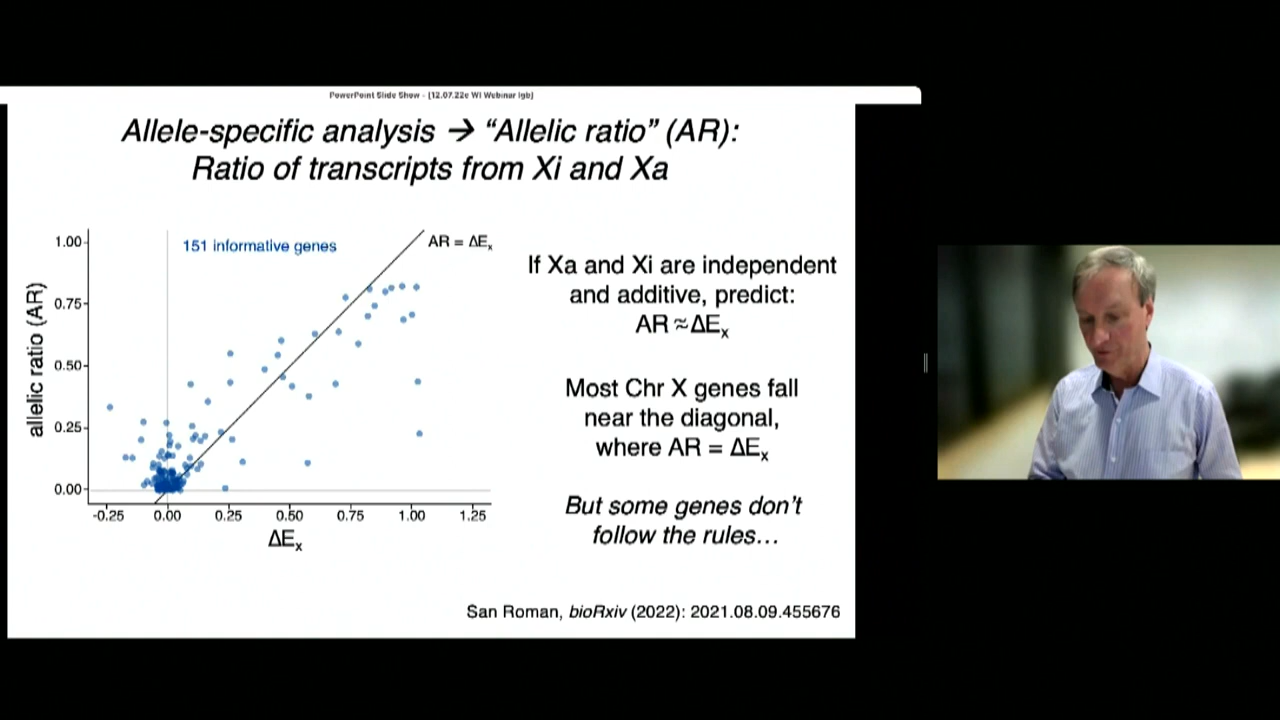 PowerPoint Slide Show - [12.07.22e WI Webinar lgb]
Allele-specific analysis → “Allelic ratio” (AR):
Ratio of transcripts from Xi and Xa
151 informative genes
AR = ΔEx
1.00
0.75
0.50
0.25
0.00
allelic ratio (AR)
-0.25 0.00 0.25 0.50 0.75 1.00 1.25
ΔEx
If Xa and Xi are independent
and additive, predict:
AR ≈ ΔEx
Most Chr X genes fall
near the diagonal,
where AR = ΔEx
But some genes don’t
follow the rules…
San Roman, bioRxiv (2022): 2021.08.09.455676